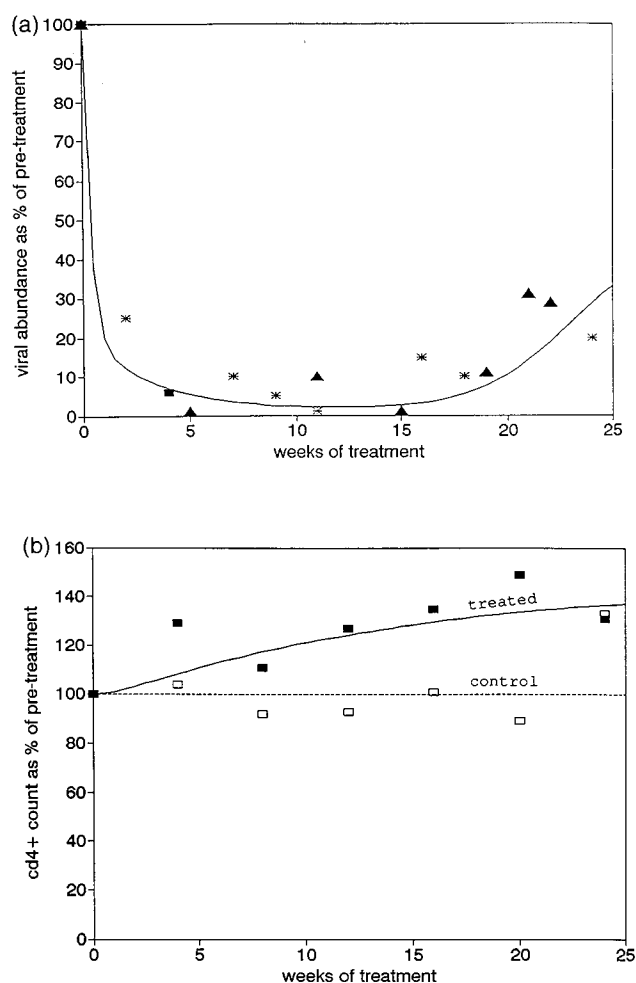 (a)
100
90
80
70
60
50
40
30
20
10
0
viral abundance as % of pre-treatment
0 5 10 15 20 25
weeks of treatment
(b)
160
140
120
100
80
60
40
20
0
cd4+ count as % of pre-treatment
treated
control
0 5 10 15 20 25
weeks of treatment